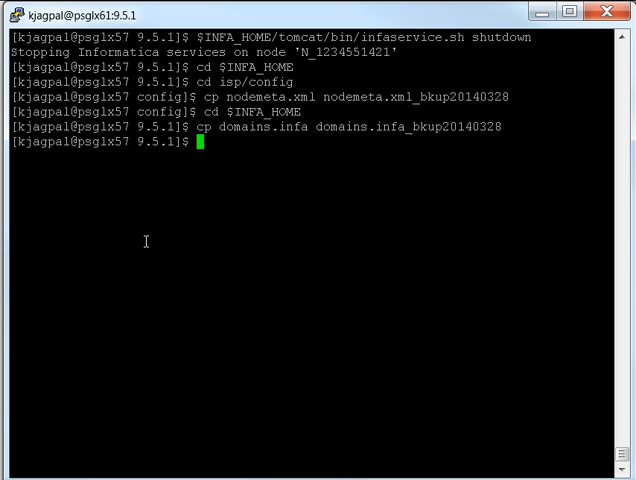 kjagpal@psglx61:9.5.1
[kjagpal@psglx57 9.5.1]$ $INFA_HOME/tomcat/bin/infaservice.sh shutdown
Stopping Informatica services on node 'N_1234551421'
[kjagpal@psglx57 9.5.1]$ cd $INFA_HOME
[kjagpal@psglx57 9.5.1]$ cd isp/config
[kjagpal@psglx57 config]$ cp nodemeta.xml nodemeta.xml_bkup20140328
[kjagpal@psglx57 config]$ cd $INFA_HOME
[kjagpal@psglx57 9.5.1]$ cp domains.infa domains.infa_bkup20140328
[kjagpal@psglx57 9.5.1]$